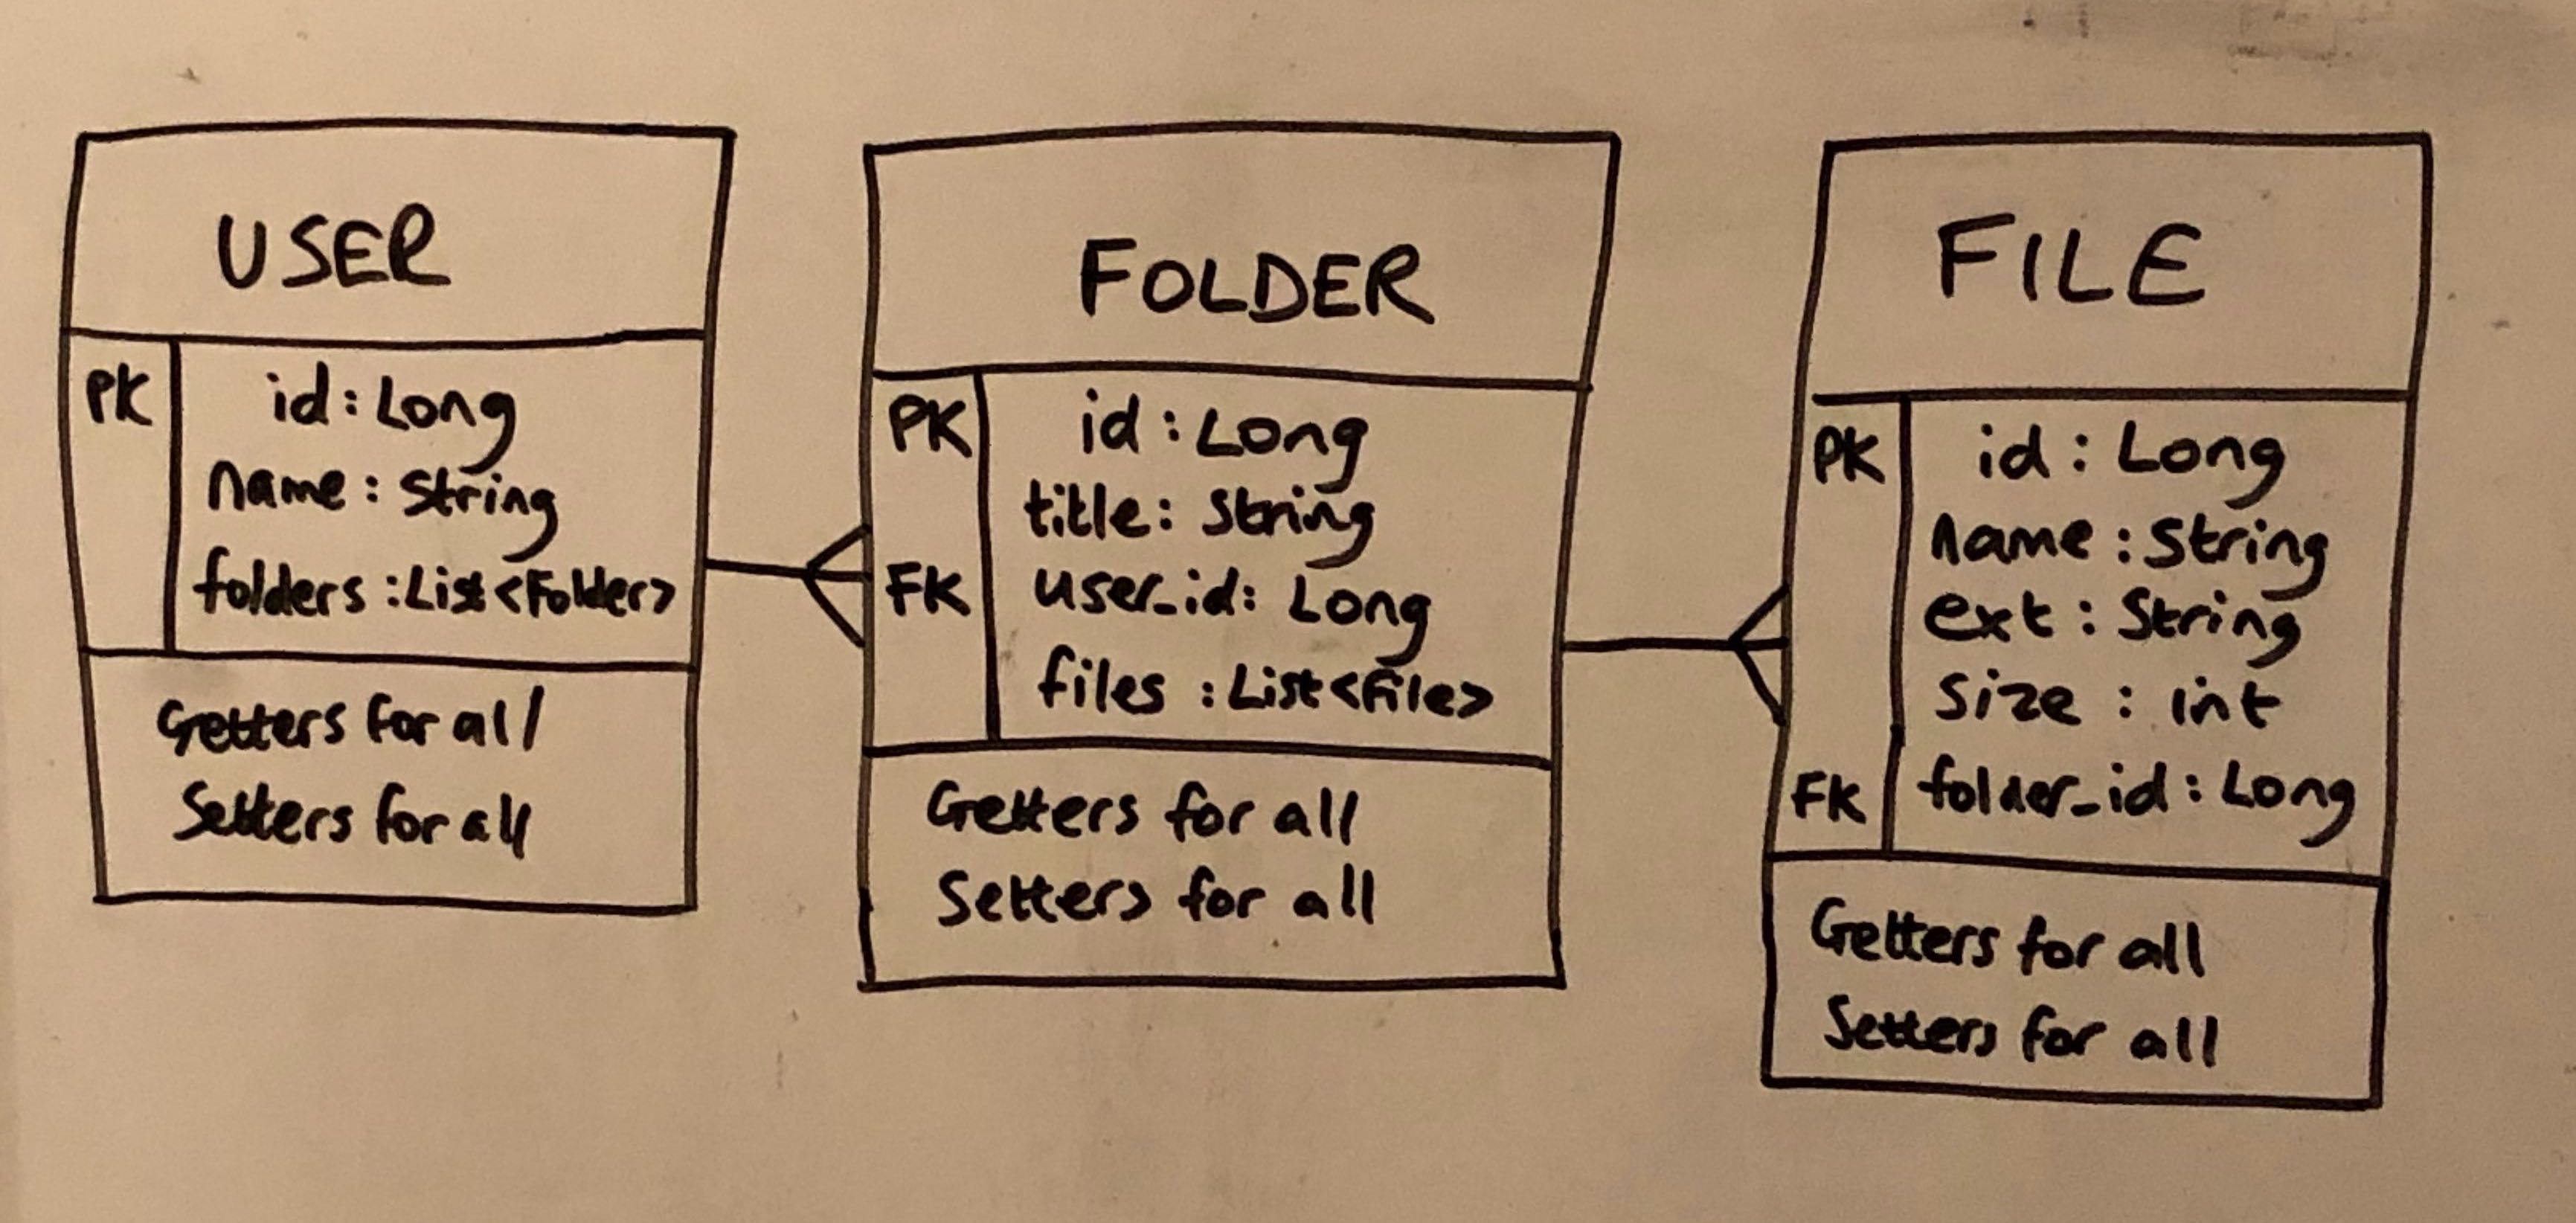 USER
PK id: Long
name: String
folders: List<Folder>
Getters for all
Setters for all
FOLDER
PK id: Long
title: String
FK user_id: Long
files: List<File>
Getters for all
Setters for all
FILE
PK id: Long
name: String
ext: String
size: int
FK folder_id: Long
Getters for all
Setters for all